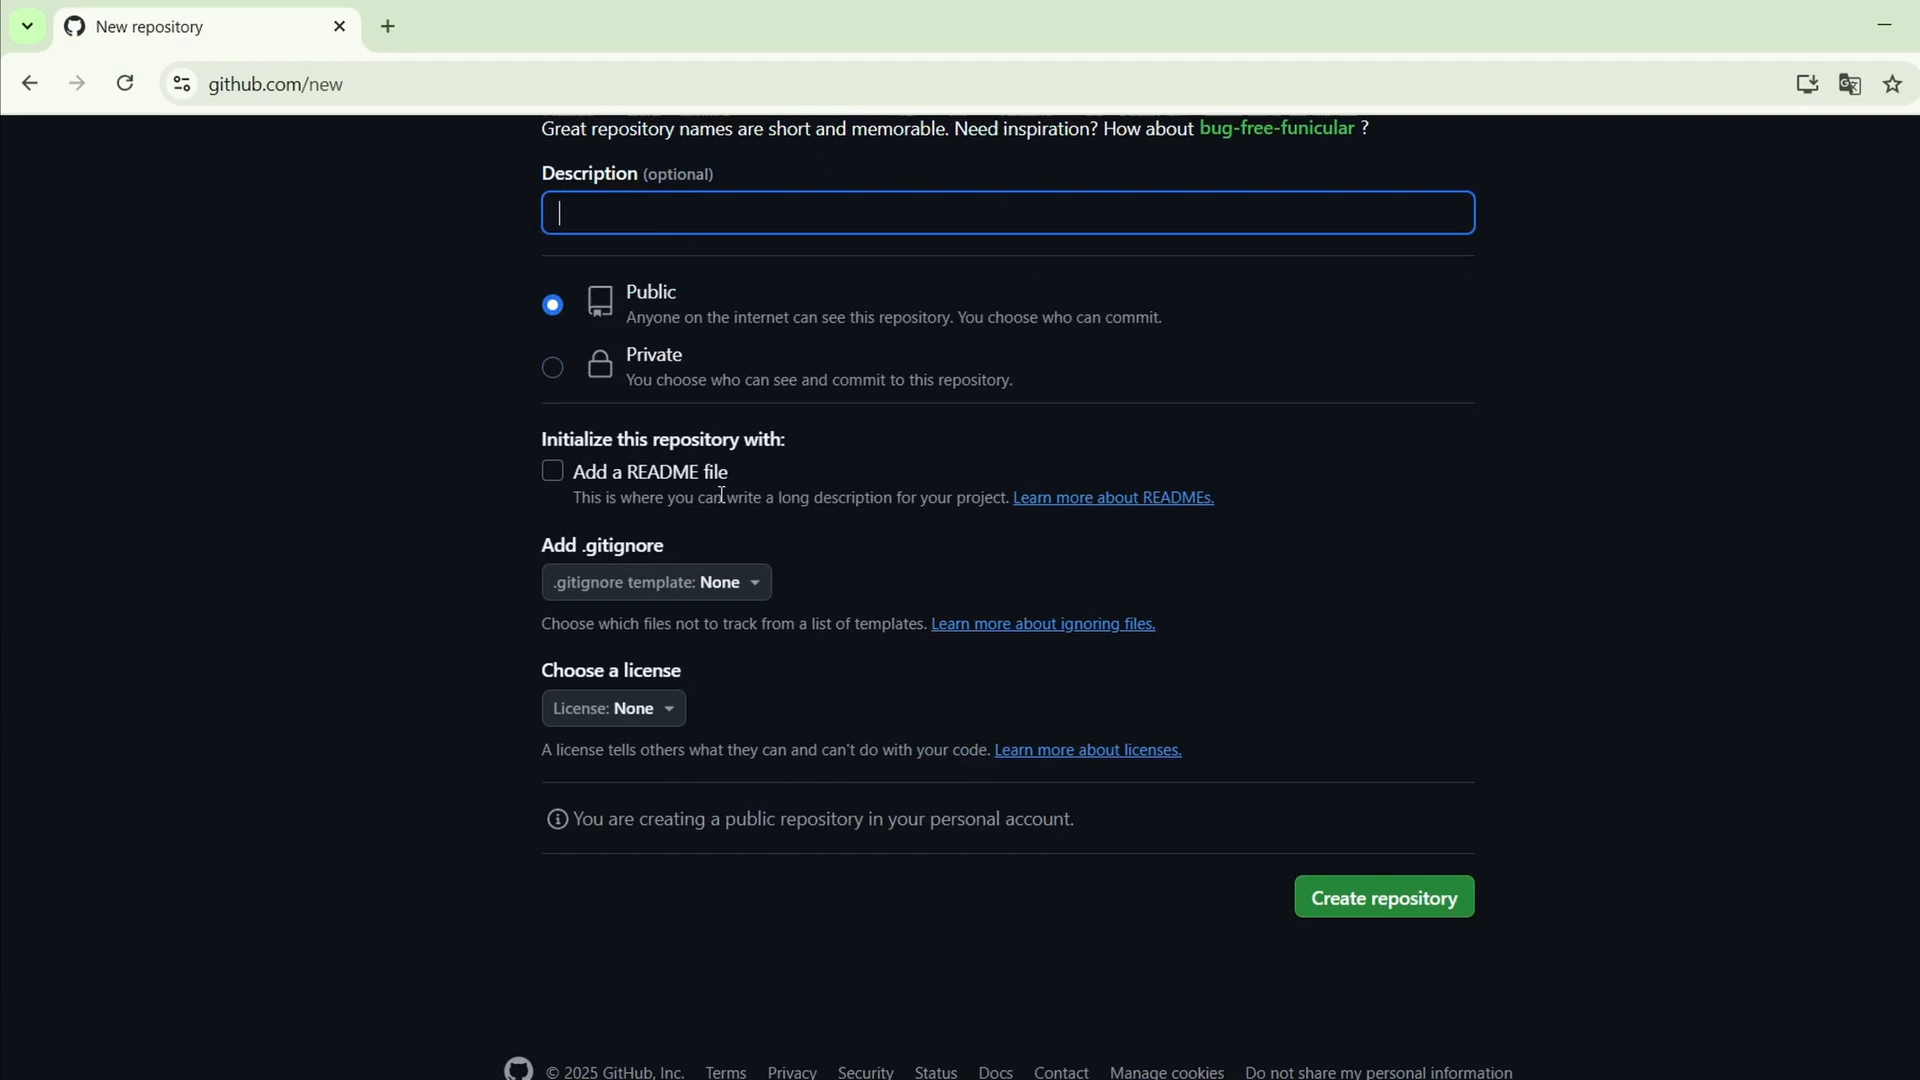 New repository
github.com/new
Great repository names are short and memorable. Need inspiration? How about bug-free-funicular ?
Description (optional)
Public
Anyone on the internet can see this repository. You choose who can commit.
Private
You choose who can see and commit to this repository.
Initialize this repository with:
Add a README file
This is where you can write a long description for your project. Learn more about READMEs.
Add .gitignore
.gitignore template: None
Choose which files not to track from a list of templates. Learn more about ignoring files.
Choose a license
License: None
A license tells others what they can and can't do with your code. Learn more about licenses.
You are creating a public repository in your personal account.
Create repository
© 2025 GitHub, Inc. Terms Privacy Security Status Docs Contact Manage cookies Do not share my personal information